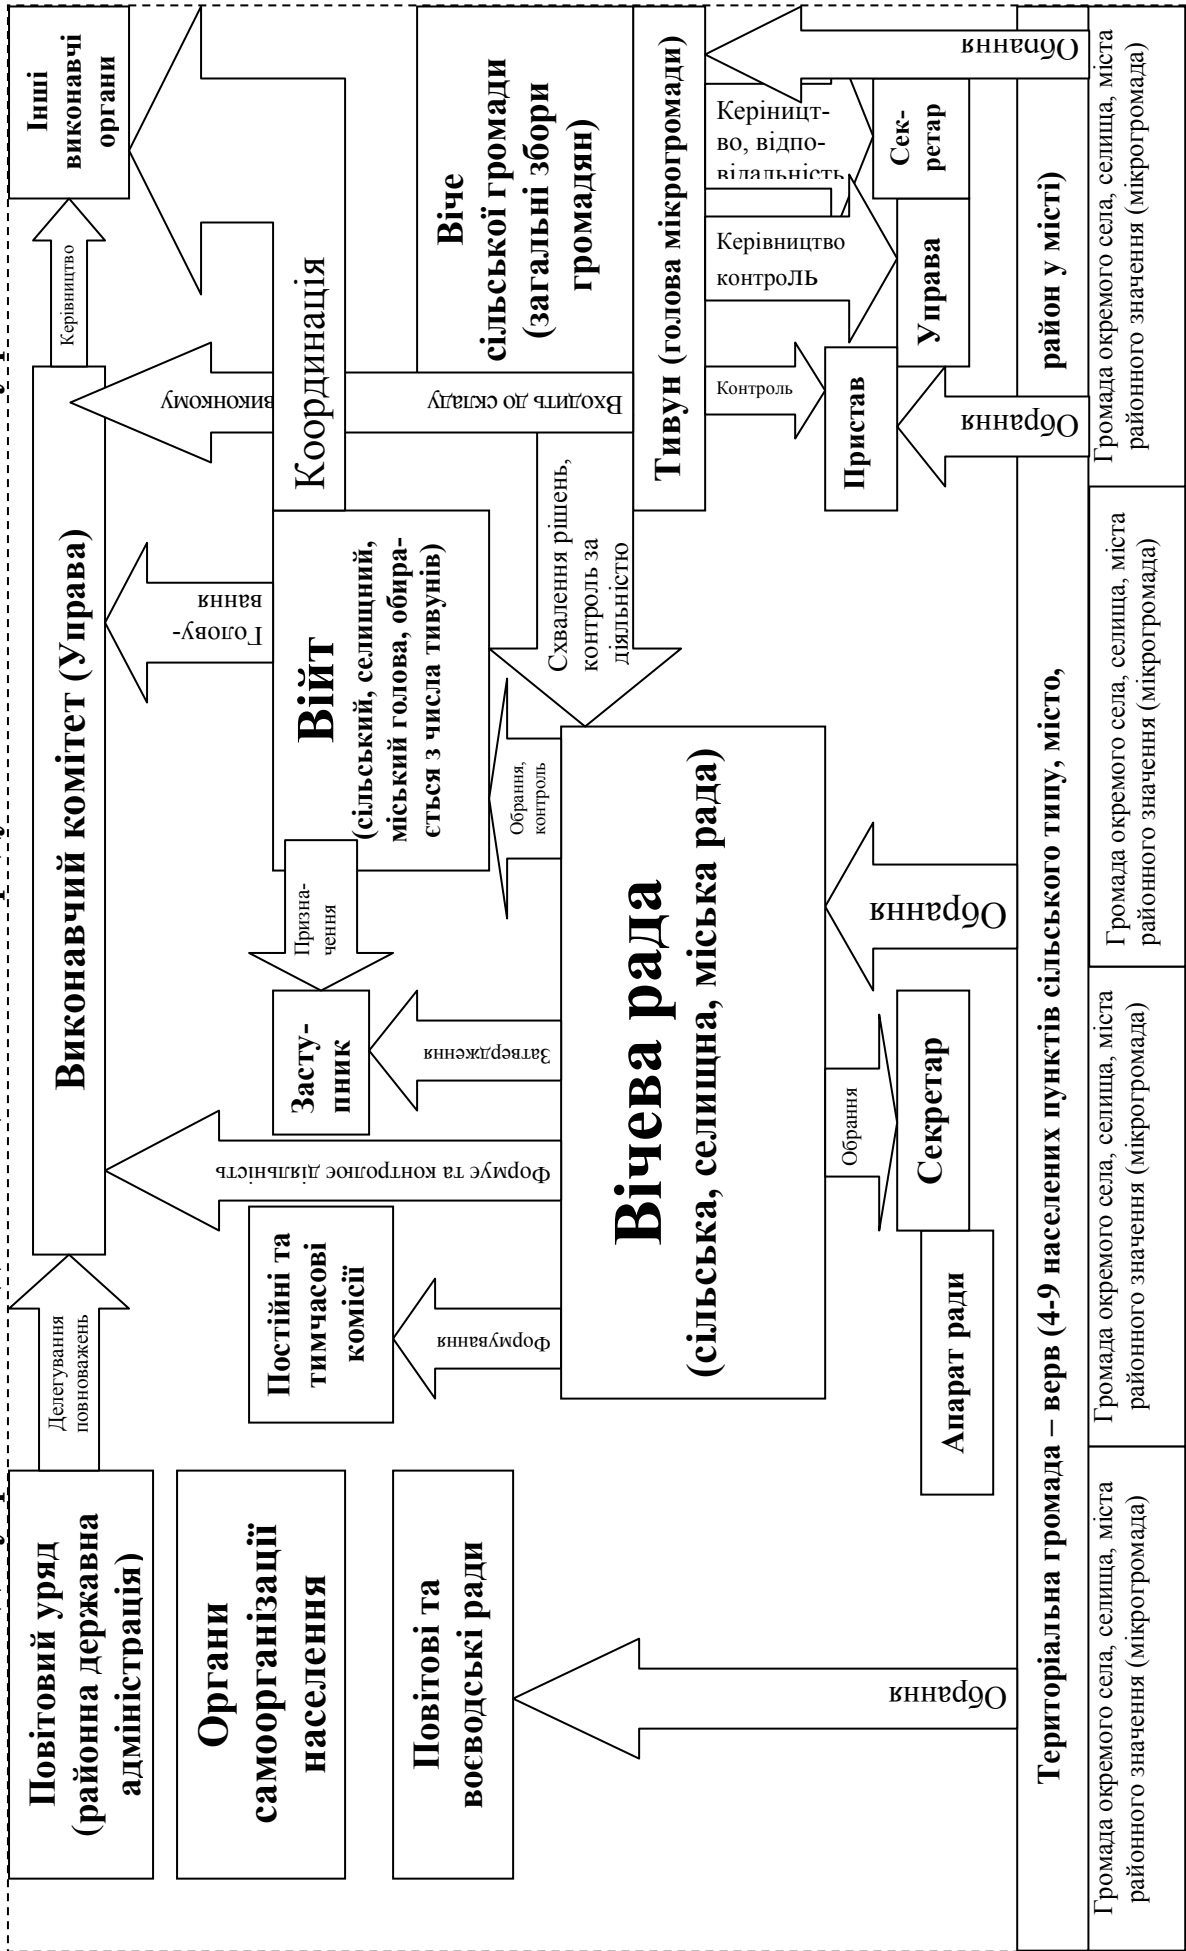 Повітовий уряд
(районна державна
адміністрація)
Делегування
повноважень
Виконавчий комітет (Управа)
Керівництво
Інші
виконавчі
органи
Органи
самоорганізації
населення
Повітові та
воєводські ради
Постійні та
тимчасові
комісії
Формування
Формує та контролює діяльність
Засту-
пник
Призна-
чення
Затвердження
Голову-
вання
Війт
(сільський, селищний,
міський голова, обира-
ється з числа тивунів)
Обрання,
контроль
Координація
Входить до складу
виконкому
Віче
сільської громади
(загальні збори
громадян)
Схвалення рішень,
контроль за
діяльністю
Вічева рада
(сільська, селищна, міська рада)
Тивун (голова мікрогромади)
Контроль
Керівництво
контроль
Керіницт-
во, відпо-
відальність
Пристав
Управа
Сек-
ретар
Обрання
Секретар
Апарат ради
Обрання
Обрання
Обрання
Обрання
Територіальна громада – верв (4-9 населених пунктів сільського типу, місто,
район у місті)
Громада окремого села, селища, міста
районного значення (мікрогромада)
Громада окремого села, селища, міста
районного значення (мікрогромада)
Громада окремого села, селища, міста
районного значення (мікрогромада)
Громада окремого села, селища, міста
районного значення (мікрогромада)